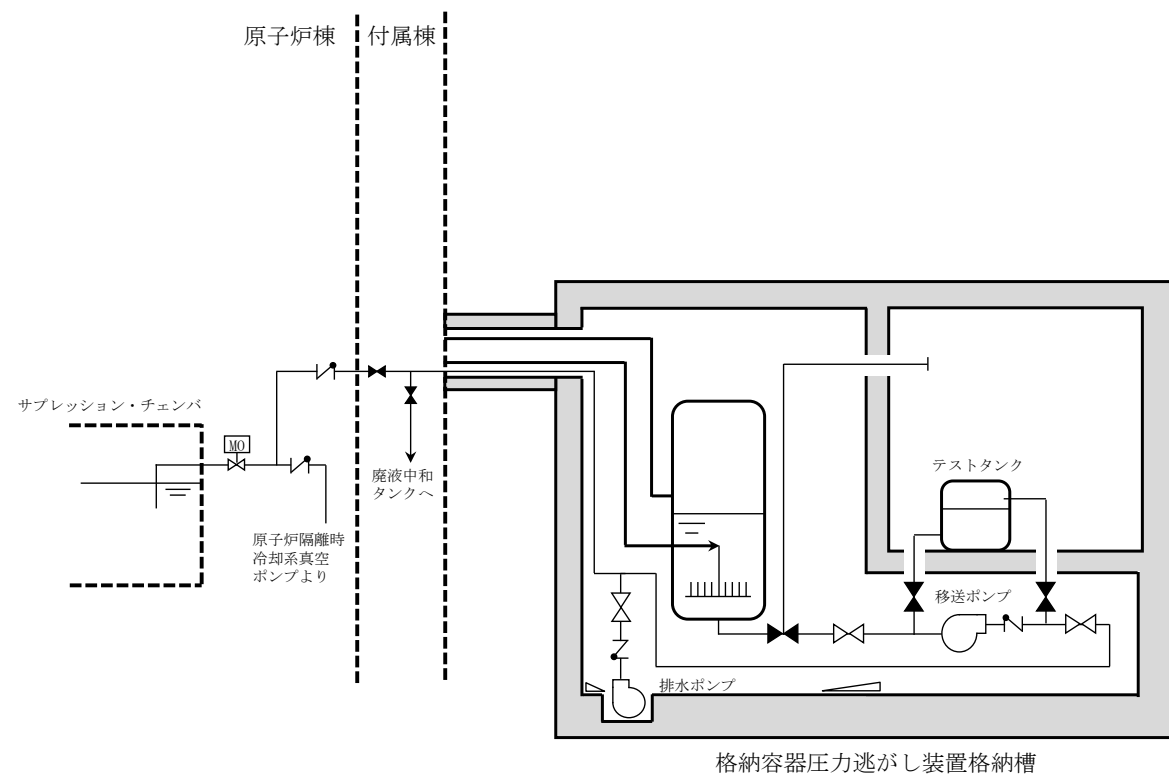 原子炉棟
付属棟
サプレッション・チェンバ
MO
廃液中和
タンクへ
原子炉隔離時
冷却系真空
ポンプより
テストタンク
移送ポンプ
排水ポンプ
格納容器圧力逃がし装置格納槽